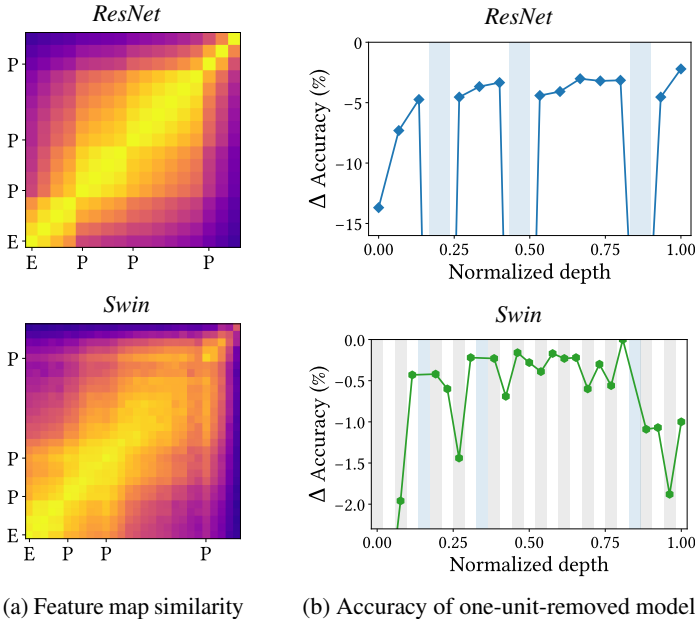 ResNet
P
P
P
E
E P P P
ResNet
0
−5
−10
−15
Δ Accuracy (%)
0.00 0.25 0.50 0.75 1.00
Normalized depth
Swin
P
P
P
E
E P P P
Swin
0.0
−0.5
−1.0
−1.5
−2.0
Δ Accuracy (%)
0.00 0.25 0.50 0.75 1.00
Normalized depth
(a) Feature map similarity
(b) Accuracy of one-unit-removed model